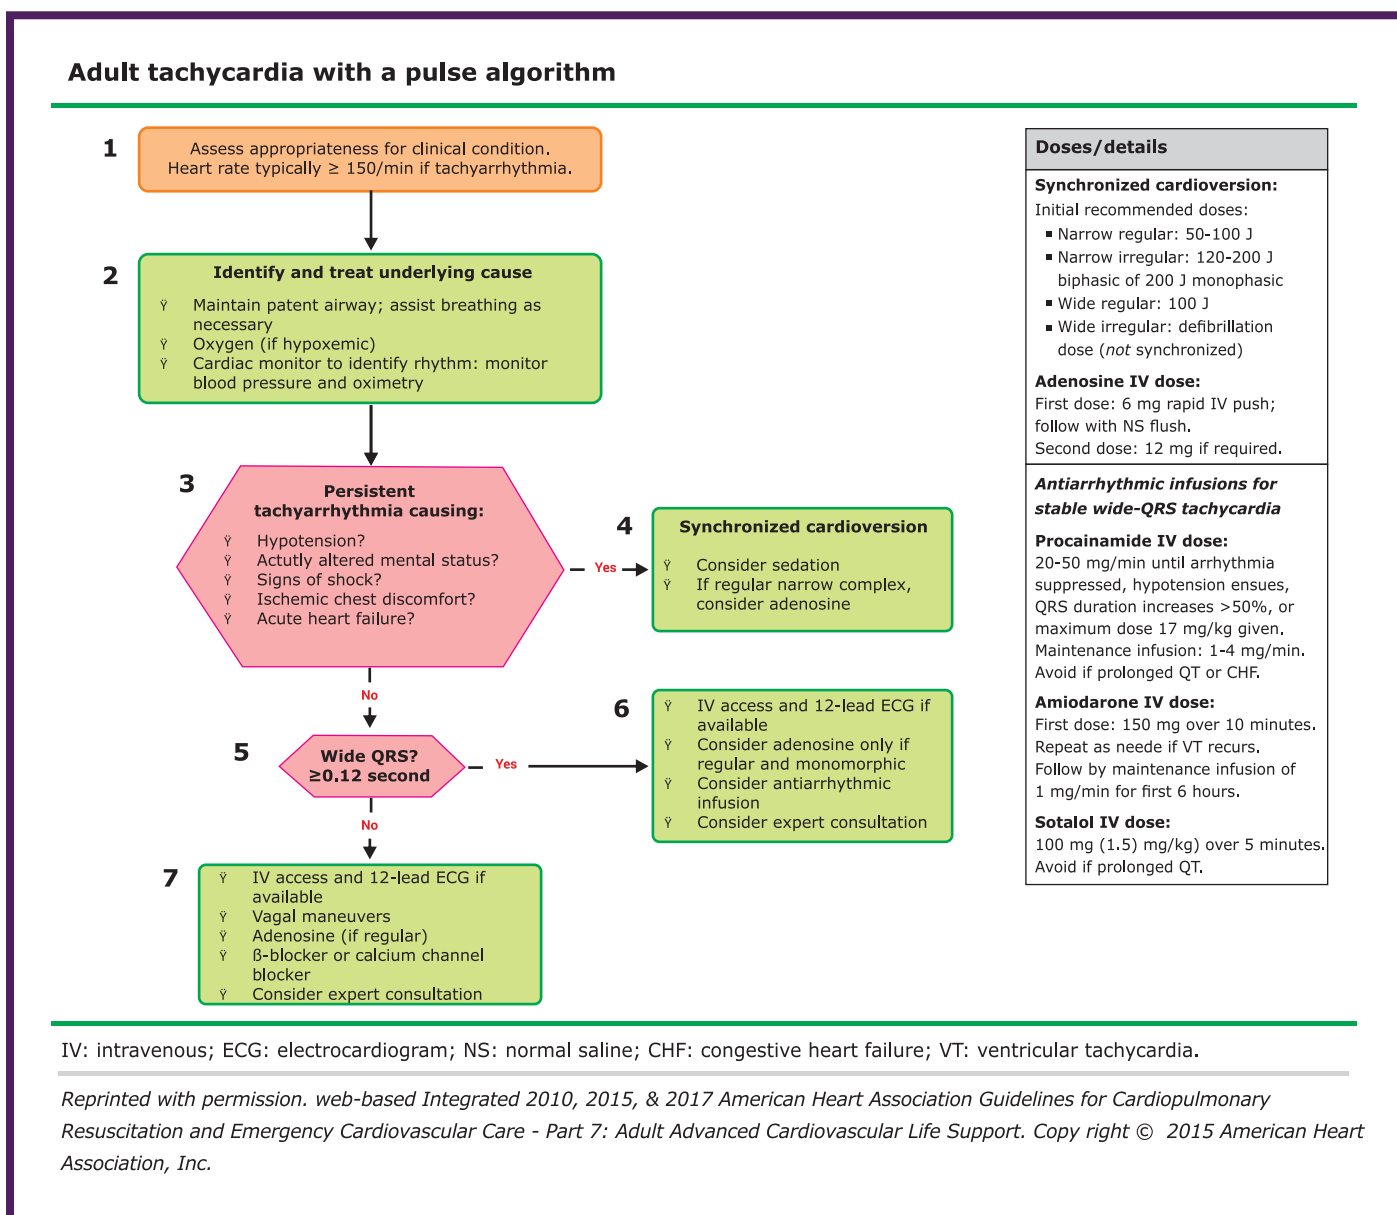 Adult tachycardia with a pulse algorithm
1
Assess appropriateness for clinical condition.
Heart rate typically ≥ 150/min if tachyarrhythmia.
2
Identify and treat underlying cause
Ÿ Maintain patent airway; assist breathing as
necessary
Ÿ Oxygen (if hypoxemic)
Ÿ Cardiac monitor to identify rhythm: monitor
blood pressure and oximetry
3
Persistent
tachyarrhythmia causing:
Ÿ Hypotension?
Ÿ Actutly altered mental status?
Ÿ Signs of shock?
Ÿ Ischemic chest discomfort?
Ÿ Acute heart failure?
Yes
4
Synchronized cardioversion
Ÿ Consider sedation
Ÿ If regular narrow complex,
consider adenosine
No
5
Wide QRS?
≥0.12 second
Yes
6
Ÿ IV access and 12-lead ECG if
available
Ÿ Consider adenosine only if
regular and monomorphic
Ÿ Consider antiarrhythmic
infusion
Ÿ Consider expert consultation
No
7
Ÿ IV access and 12-lead ECG if
available
Ÿ Vagal maneuvers
Ÿ Adenosine (if regular)
Ÿ ß-blocker or calcium channel
blocker
Ÿ Consider expert consultation
Doses/details
Synchronized cardioversion:
Initial recommended doses:
▪ Narrow regular: 50-100 J
▪ Narrow irregular: 120-200 J
biphasic of 200 J monophasic
▪ Wide regular: 100 J
▪ Wide irregular: defibrillation
dose (not synchronized)
Adenosine IV dose:
First dose: 6 mg rapid IV push;
follow with NS flush.
Second dose: 12 mg if required.
Antiarrhythmic infusions for
stable wide-QRS tachycardia
Procainamide IV dose:
20-50 mg/min until arrhythmia
suppressed, hypotension ensues,
QRS duration increases >50%, or
maximum dose 17 mg/kg given.
Maintenance infusion: 1-4 mg/min.
Avoid if prolonged QT or CHF.
Amiodarone IV dose:
First dose: 150 mg over 10 minutes.
Repeat as neede if VT recurs.
Follow by maintenance infusion of
1 mg/min for first 6 hours.
Sotalol IV dose:
100 mg (1.5) mg/kg) over 5 minutes.
Avoid if prolonged QT.
IV: intravenous; ECG: electrocardiogram; NS: normal saline; CHF: congestive heart failure; VT: ventricular tachycardia.
Reprinted with permission. web-based Integrated 2010, 2015, & 2017 American Heart Association Guidelines for Cardiopulmonary
Resuscitation and Emergency Cardiovascular Care - Part 7: Adult Advanced Cardiovascular Life Support. Copy right © 2015 American Heart
Association, Inc.